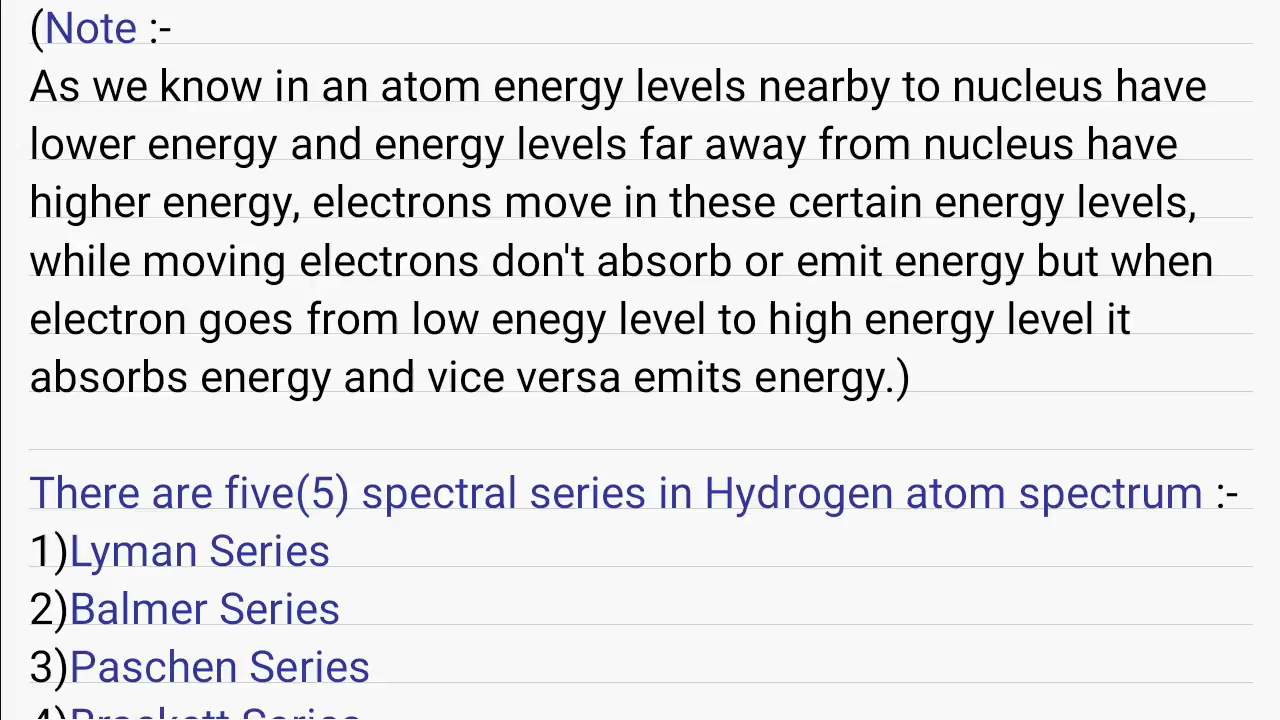 (Note :-
As we know in an atom energy levels nearby to nucleus have
lower energy and energy levels far away from nucleus have
higher energy, electrons move in these certain energy levels,
while moving electrons don't absorb or emit energy but when
electron goes from low enegy level to high energy level it
absorbs energy and vice versa emits energy.)
There are five(5) spectral series in Hydrogen atom spectrum :-
1)Lyman Series
2)Balmer Series
3)Paschen Series
4)Brackett Series